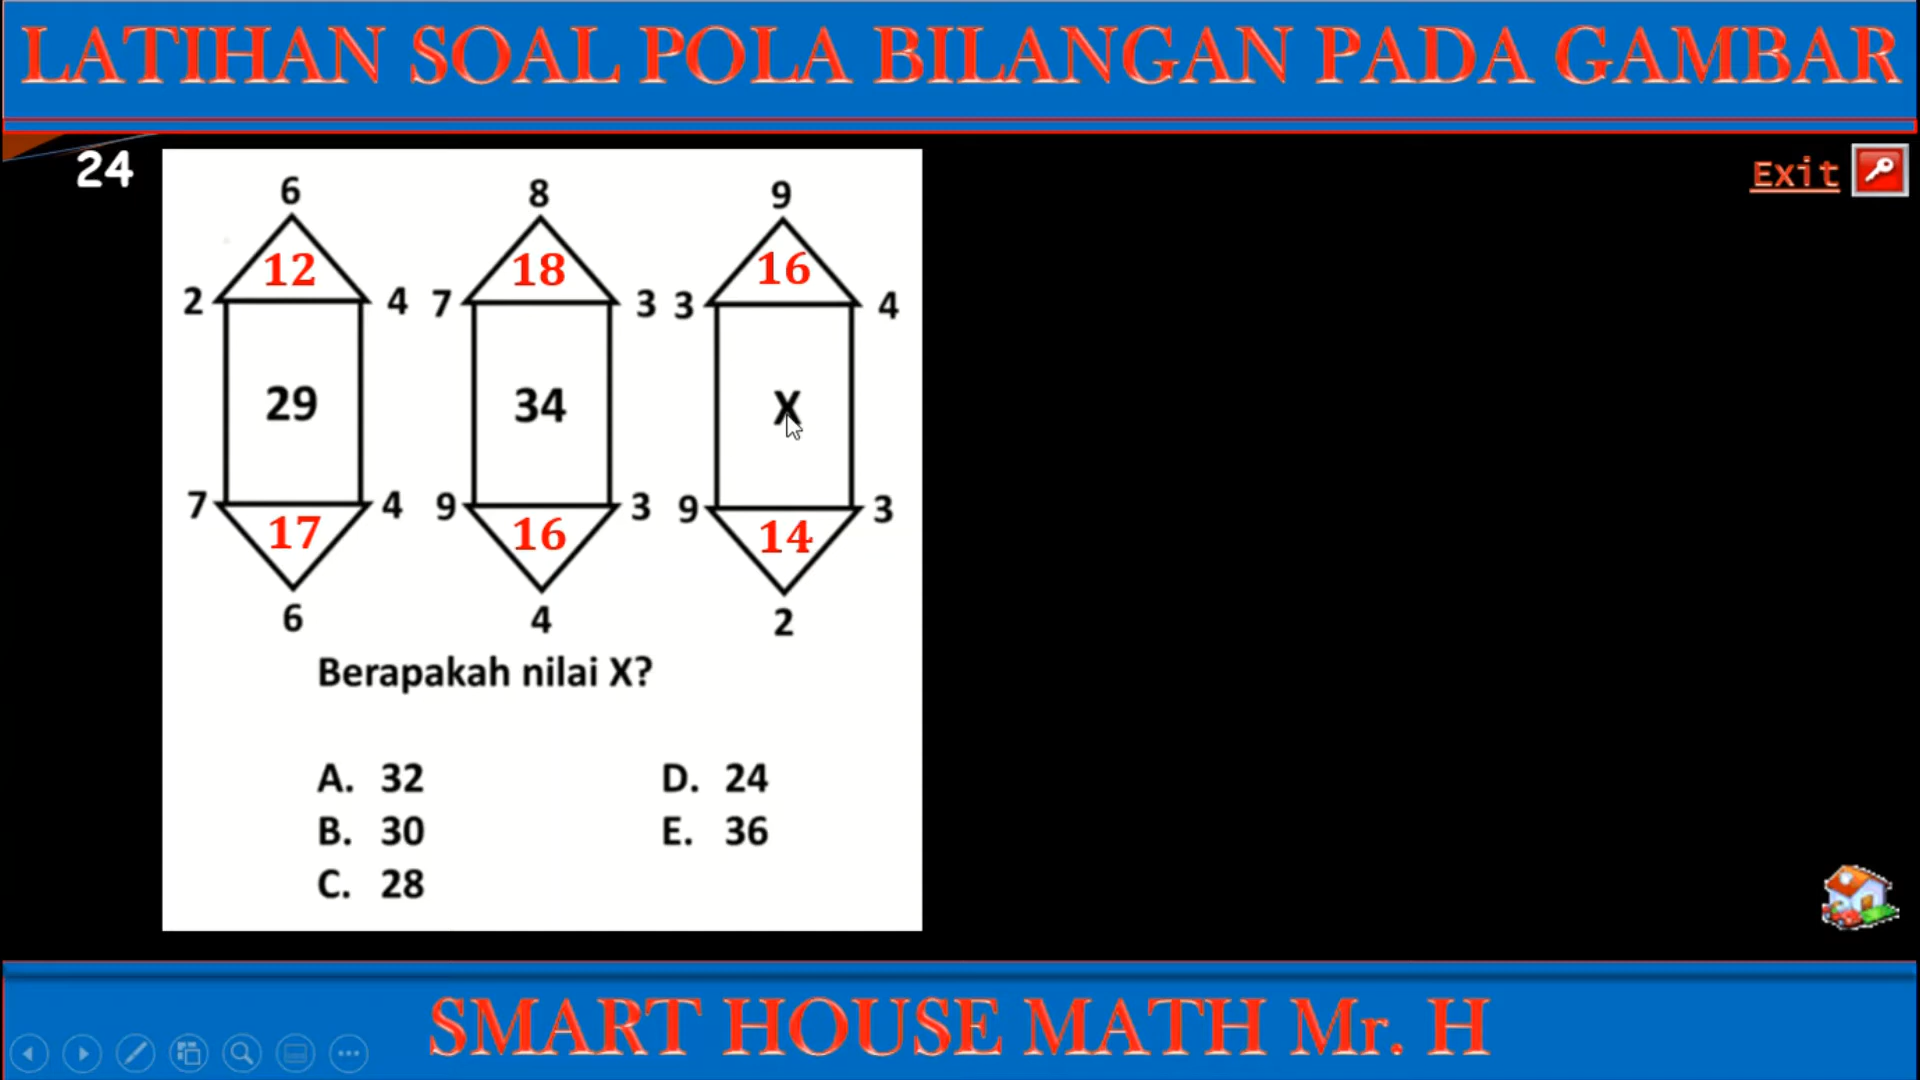 LATIHAN SOAL POLA BILANGAN PADA GAMBAR
24
Exit
6 8 9
12 18 16
2 4 7 3 3 4
29 34 X
7 4 9 3 9 3
17 16 14
6 4 2
Berapakah nilai X?
A. 32 D. 24
B. 30 E. 36
C. 28
SMART HOUSE MATH Mr. H